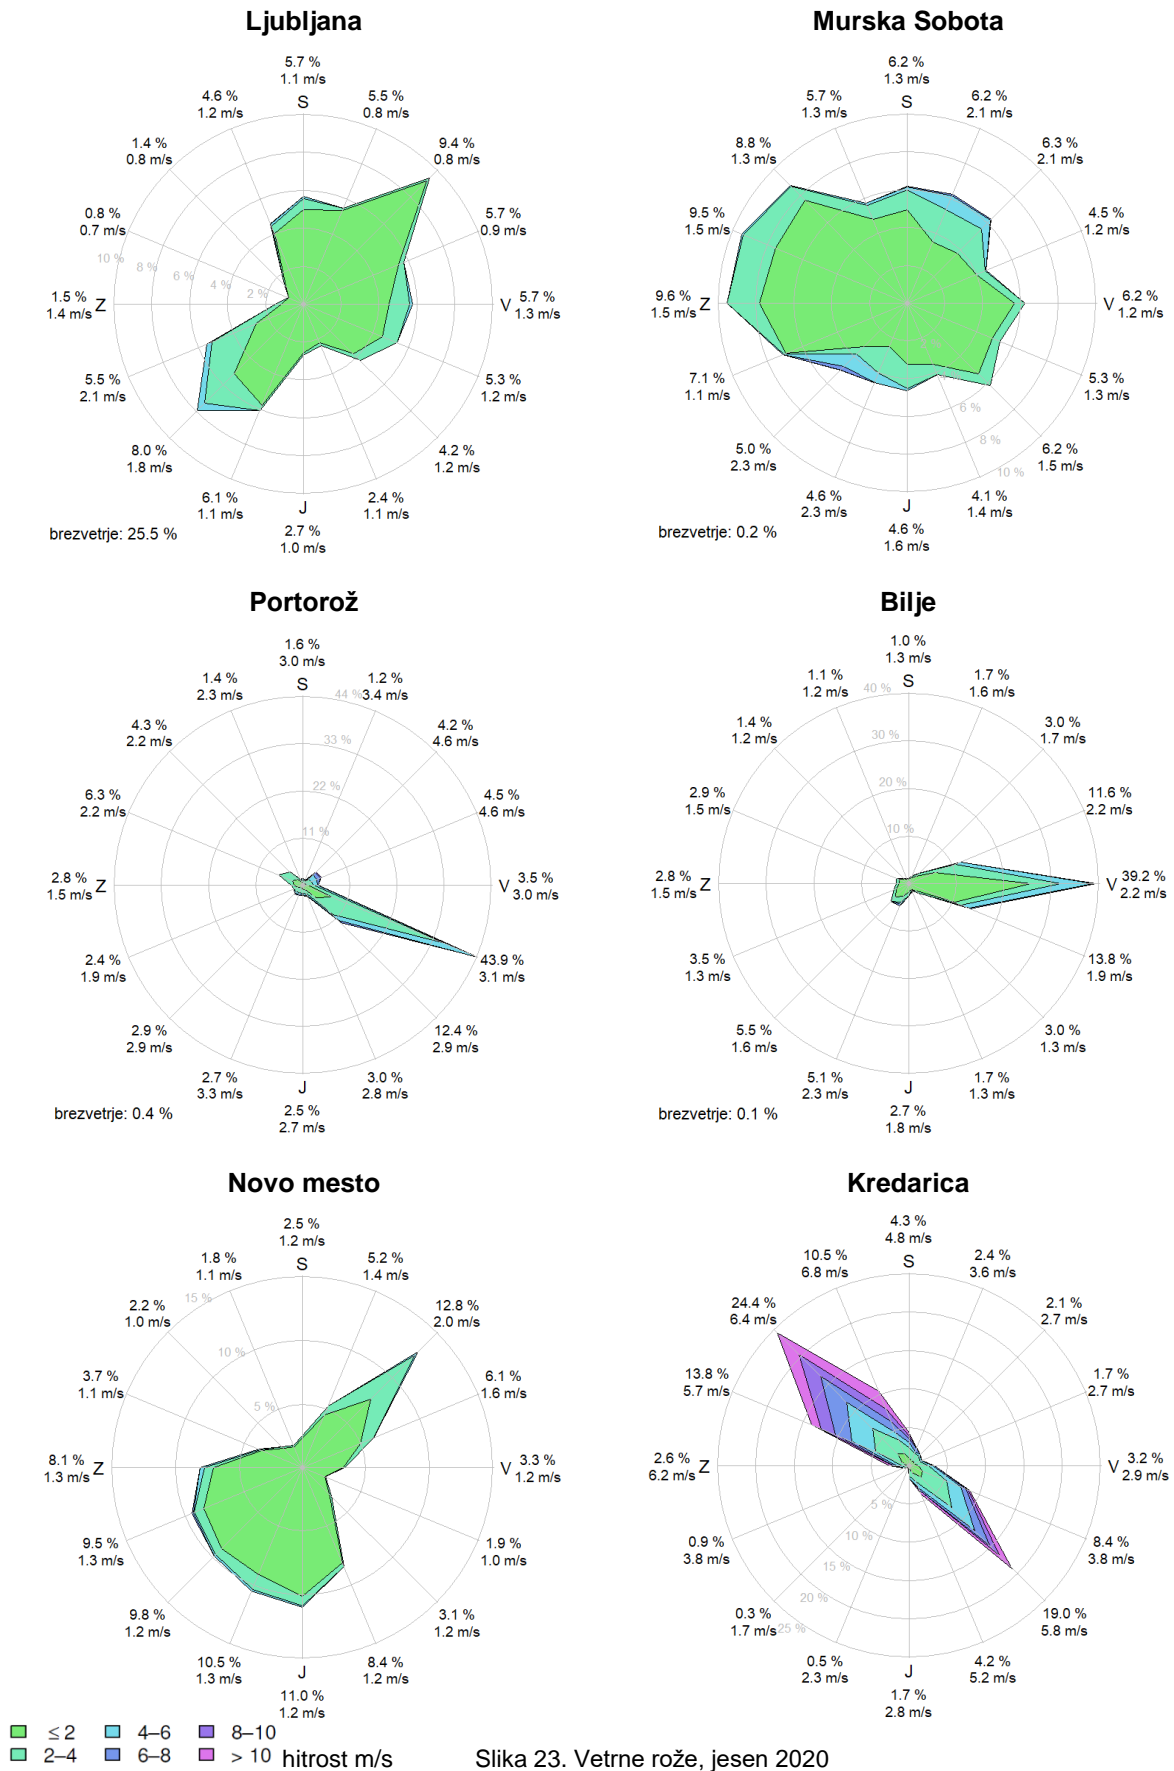 Ljubljana
5.7 %
1.1 m/s
S
5.5 %
0.8 m/s
9.4 %
0.8 m/s
5.7 %
0.9 m/s
V
5.7 %
1.3 m/s
5.3 %
1.2 m/s
4.2 %
1.2 m/s
2.4 %
1.1 m/s
J
2.7 %
1.0 m/s
6.1 %
1.1 m/s
8.0 %
1.8 m/s
5.5 %
2.1 m/s
1.5 %
1.4 m/s
Z
0.8 %
0.7 m/s
1.4 %
0.8 m/s
4.6 %
1.2 m/s
10 %
8 %
6 %
4 %
2 %
brezvetrje: 25.5 %
Murska Sobota
6.2 %
1.3 m/s
S
6.2 %
2.1 m/s
6.3 %
2.1 m/s
4.5 %
1.2 m/s
V
6.2 %
1.2 m/s
5.3 %
1.3 m/s
6.2 %
1.5 m/s
4.1 %
1.4 m/s
J
4.6 %
1.6 m/s
4.6 %
2.3 m/s
5.0 %
2.3 m/s
7.1 %
1.1 m/s
9.6 %
1.5 m/s
Z
9.5 %
1.5 m/s
8.8 %
1.3 m/s
5.7 %
1.3 m/s
6 %
8 %
10 %
brezvetrje: 0.2 %
Portorož
1.6 %
3.0 m/s
S
1.2 %
3.4 m/s
4.2 %
4.6 m/s
4.5 %
4.6 m/s
V
3.5 %
3.0 m/s
43.9 %
3.1 m/s
12.4 %
2.9 m/s
3.0 %
2.8 m/s
J
2.5 %
2.7 m/s
2.7 %
3.3 m/s
2.9 %
2.9 m/s
2.4 %
1.9 m/s
2.8 %
1.5 m/s
Z
6.3 %
2.2 m/s
4.3 %
2.2 m/s
1.4 %
2.3 m/s
44 %
33 %
22 %
11 %
brezvetrje: 0.4 %
Bilje
1.0 %
1.3 m/s
S
1.7 %
1.6 m/s
3.0 %
1.7 m/s
11.6 %
2.2 m/s
V
39.2 %
2.2 m/s
13.8 %
1.9 m/s
3.0 %
1.3 m/s
1.7 %
1.3 m/s
J
2.7 %
1.8 m/s
5.1 %
2.3 m/s
5.5 %
1.6 m/s
3.5 %
1.3 m/s
2.8 %
1.5 m/s
Z
2.9 %
1.5 m/s
1.4 %
1.2 m/s
1.1 %
1.2 m/s
40 %
30 %
20 %
10 %
brezvetrje: 0.1 %
Novo mesto
2.5 %
1.2 m/s
S
5.2 %
1.4 m/s
12.8 %
2.0 m/s
6.1 %
1.6 m/s
V
3.3 %
1.2 m/s
1.9 %
1.0 m/s
3.1 %
1.2 m/s
8.4 %
1.2 m/s
J
11.0 %
1.2 m/s
10.5 %
1.3 m/s
9.8 %
1.2 m/s
9.5 %
1.3 m/s
8.1 %
1.3 m/s
Z
3.7 %
1.1 m/s
2.2 %
1.0 m/s
1.8 %
1.1 m/s
15 %
10 %
5 %
Kredarica
4.3 %
4.8 m/s
S
2.4 %
3.6 m/s
2.1 %
2.7 m/s
1.7 %
2.7 m/s
V
3.2 %
2.9 m/s
8.4 %
3.8 m/s
19.0 %
5.8 m/s
4.2 %
5.2 m/s
J
1.7 %
2.8 m/s
0.5 %
2.3 m/s
0.3 %
1.7 m/s
0.9 %
3.8 m/s
2.6 %
6.2 m/s
Z
13.8 %
5.7 m/s
24.4 %
6.4 m/s
10.5 %
6.8 m/s
5 %
10 %
15 %
20 %
25 %
≤ 2
4–6
8–10
2–4
6–8
> 10
hitrost m/s
Slika 23. Vetrne rože, jesen 2020